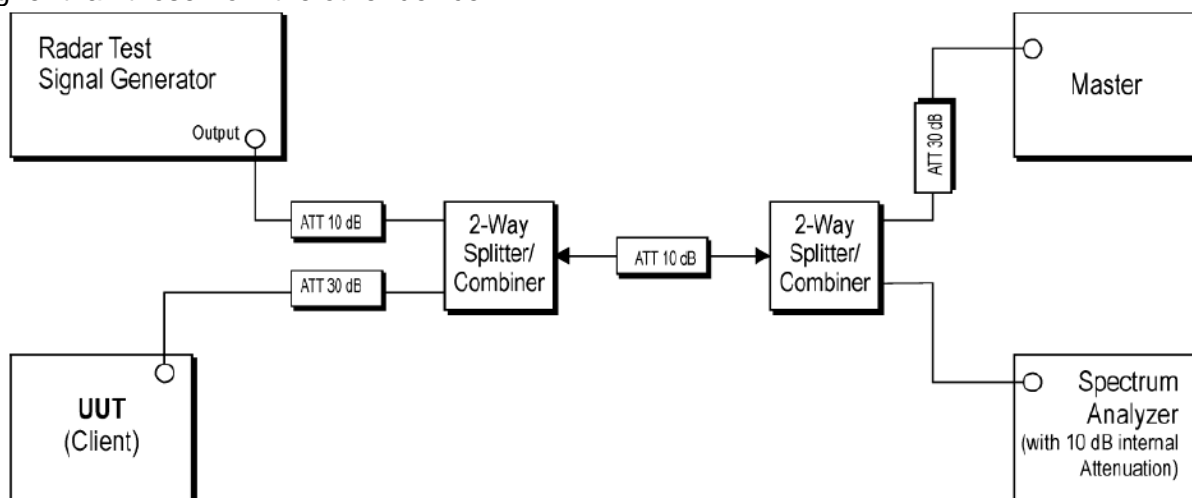 Radar Test
Signal Generator
Output
ATT 10 dB
ATT 30 dB
2-Way
Splitter/
Combiner
ATT 10 dB
2-Way
Splitter/
Combiner
ATT 30 dB
Master
UUT
(Client)
Spectrum
Analyzer
(with 10 dB internal
Attenuation)